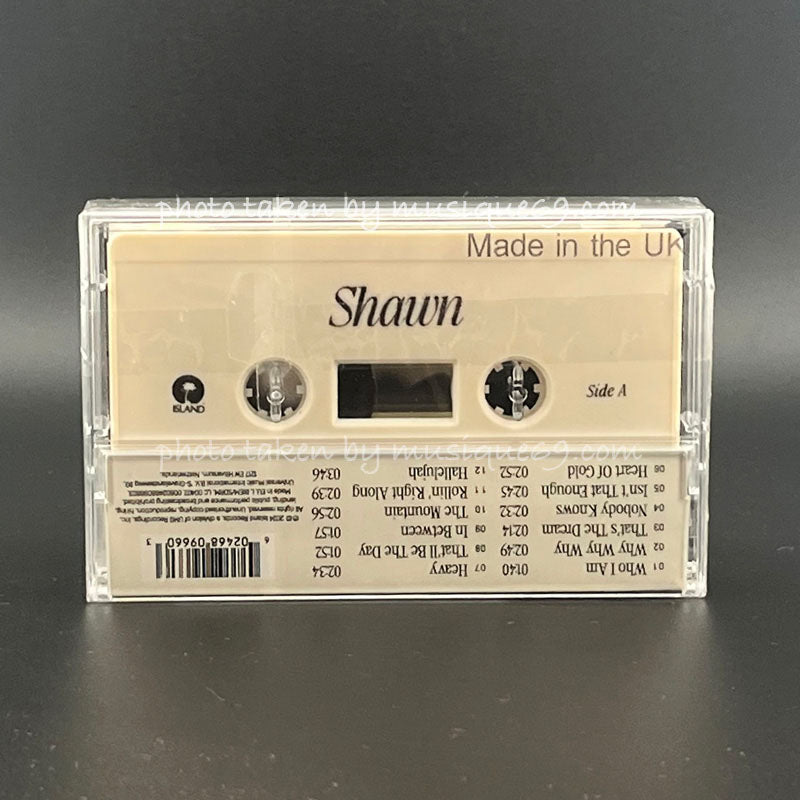 photo taken by musique69.com
Made in the UK
Shawn
ISLAND
Side A
photo taken by musique69.com
01 Who I Am 01:40
02 Why Why Why 02:49
03 That's The Dream 02:14
04 Nobody Knows 02:32
05 Isn't That Enough 02:45
06 Heart Of Gold 02:52
07 Heavy 02:34
08 That'll Be The Day 01:52
09 In Between 01:57
10 The Mountain 02:56
11 Rollin' Right Along 02:39
12 Hallelujah 03:46
6 02468 09660 3